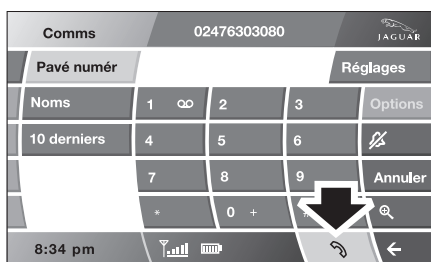 Comms 02476303080 JAGUAR
Pavé numér Réglages
Noms 1 2 3 Options
10 derniers 4 5 6
7 8 9 Annuler
* 0 +
8:34 pm